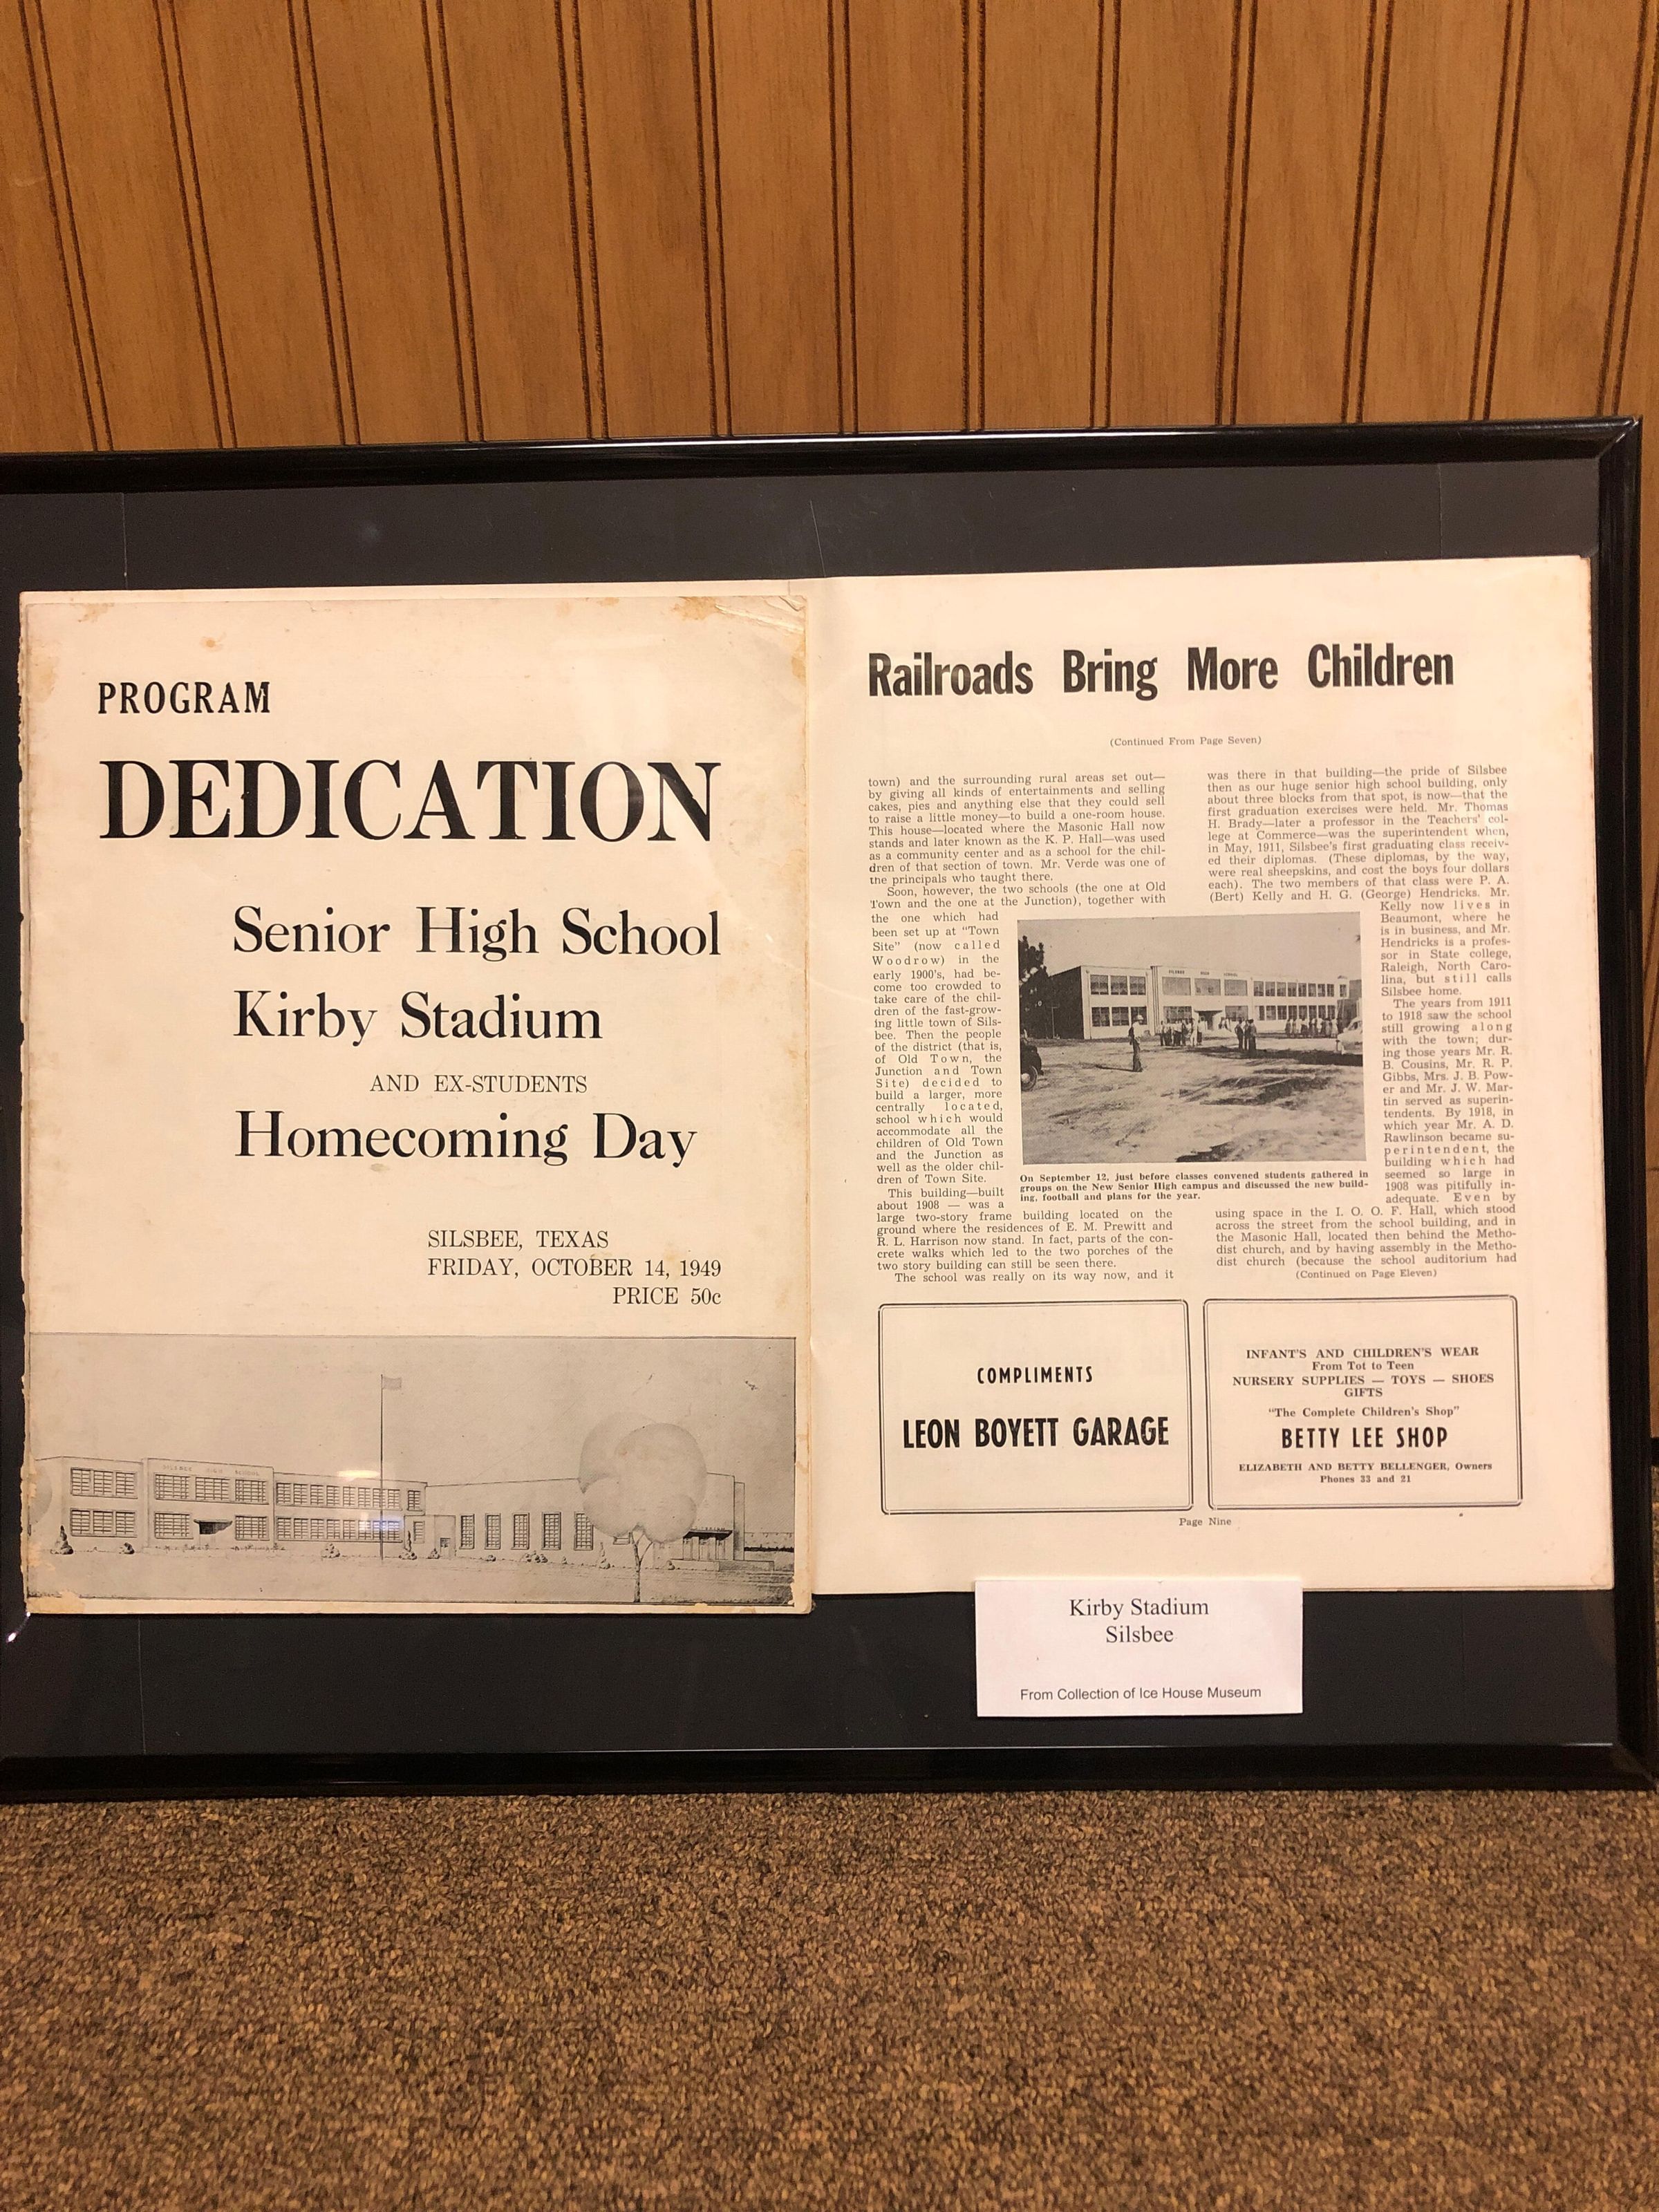 PROGRAM
DEDICATION
Senior High School
Kirby Stadium
AND EX-STUDENTS
Homecoming Day
SILSBEE, TEXAS
FRIDAY, OCTOBER 14, 1949
PRICE 50c
SILSBEE HIGH SCHOOL
Railroads Bring More Children
(Continued From Page Seven)
town) and the surrounding rural areas set out—
by giving all kinds of entertainments and selling
cakes, pies and anything else that they could sell
to raise a little money—to build a one-room house.
This house—located where the Masonic Hall now
stands and later known as the K. P. Hall—was used
as a community center and as a school for the chil-
dren of that section of town. Mr. Verde was one of
the principals who taught there.
Soon, however, the two schools (the one at Old
Town and the one at the Junction), together with
the one which had
been set up at "Town
Site" (now called
Woodrow) in the
early 1900's, had be-
come too crowded to
take care of the chil-
dren of the fast-grow-
ing little town of Sils-
bee. Then the people
of the district (that is,
of Old Town, the
Junction and Town
Site) decided to
build a larger, more
centrally located,
school which would
accommodate all the
children of Old Town
and the Junction as
well as the older chil-
dren of Town Site.
This building—built
about 1908 — was a
large two-story frame building located on the
ground where the residences of E. M. Prewitt and
R. L. Harrison now stand. In fact, parts of the con-
crete walks which led to the two porches of the
two story building can still be seen there.
The school was really on its way now, and it
was there in that building—the pride of Silsbee
then as our huge senior high school building, only
about three blocks from that spot, is now—that the
first graduation exercises were held. Mr. Thomas
H. Brady—later a professor in the Teachers' col-
lege at Commerce—was the superintendent when,
in May, 1911, Silsbee's first graduating class receiv-
ed their diplomas. (These diplomas, by the way,
were real sheepskins, and cost the boys four dollars
each). The two members of that class were P. A.
(Bert) Kelly and H. G. (George) Hendricks. Mr.
Kelly now lives in
Beaumont, where he
is in business, and Mr.
Hendricks is a profes-
sor in State college,
Raleigh, North Caro-
lina, but still calls
Silsbee home.
The years from 1911
to 1918 saw the school
still growing along
with the town; dur-
ing those years Mr. R.
B. Cousins, Mr. R. P.
Gibbs, Mrs. J. B. Pow-
er and Mr. J. W. Mar-
tin served as superin-
tendents. By 1918, in
which year Mr. A. D.
Rawlinson became su-
perintendent, the
building which had
seemed so large in
1908 was pitifully in-
adequate. Even by
using space in the I. O. O. F. Hall, which stood
across the street from the school building, and in
the Masonic Hall, located then behind the Metho-
dist church, and by having assembly in the Metho-
dist church (because the school auditorium had
(Continued on Page Eleven)
SILSBEE HIGH SCHOOL
On September 12, just before classes convened students gathered in
groups on the New Senior High campus and discussed the new build-
ing, football and plans for the year.
COMPLIMENTS
LEON BOYETT GARAGE
INFANT'S AND CHILDREN'S WEAR
From Tot to Teen
NURSERY SUPPLIES — TOYS — SHOES
GIFTS
"The Complete Children's Shop"
BETTY LEE SHOP
ELIZABETH AND BETTY BELLENGER, Owners
Phones 33 and 21
Page Nine
Kirby Stadium
Silsbee
From Collection of Ice House Museum